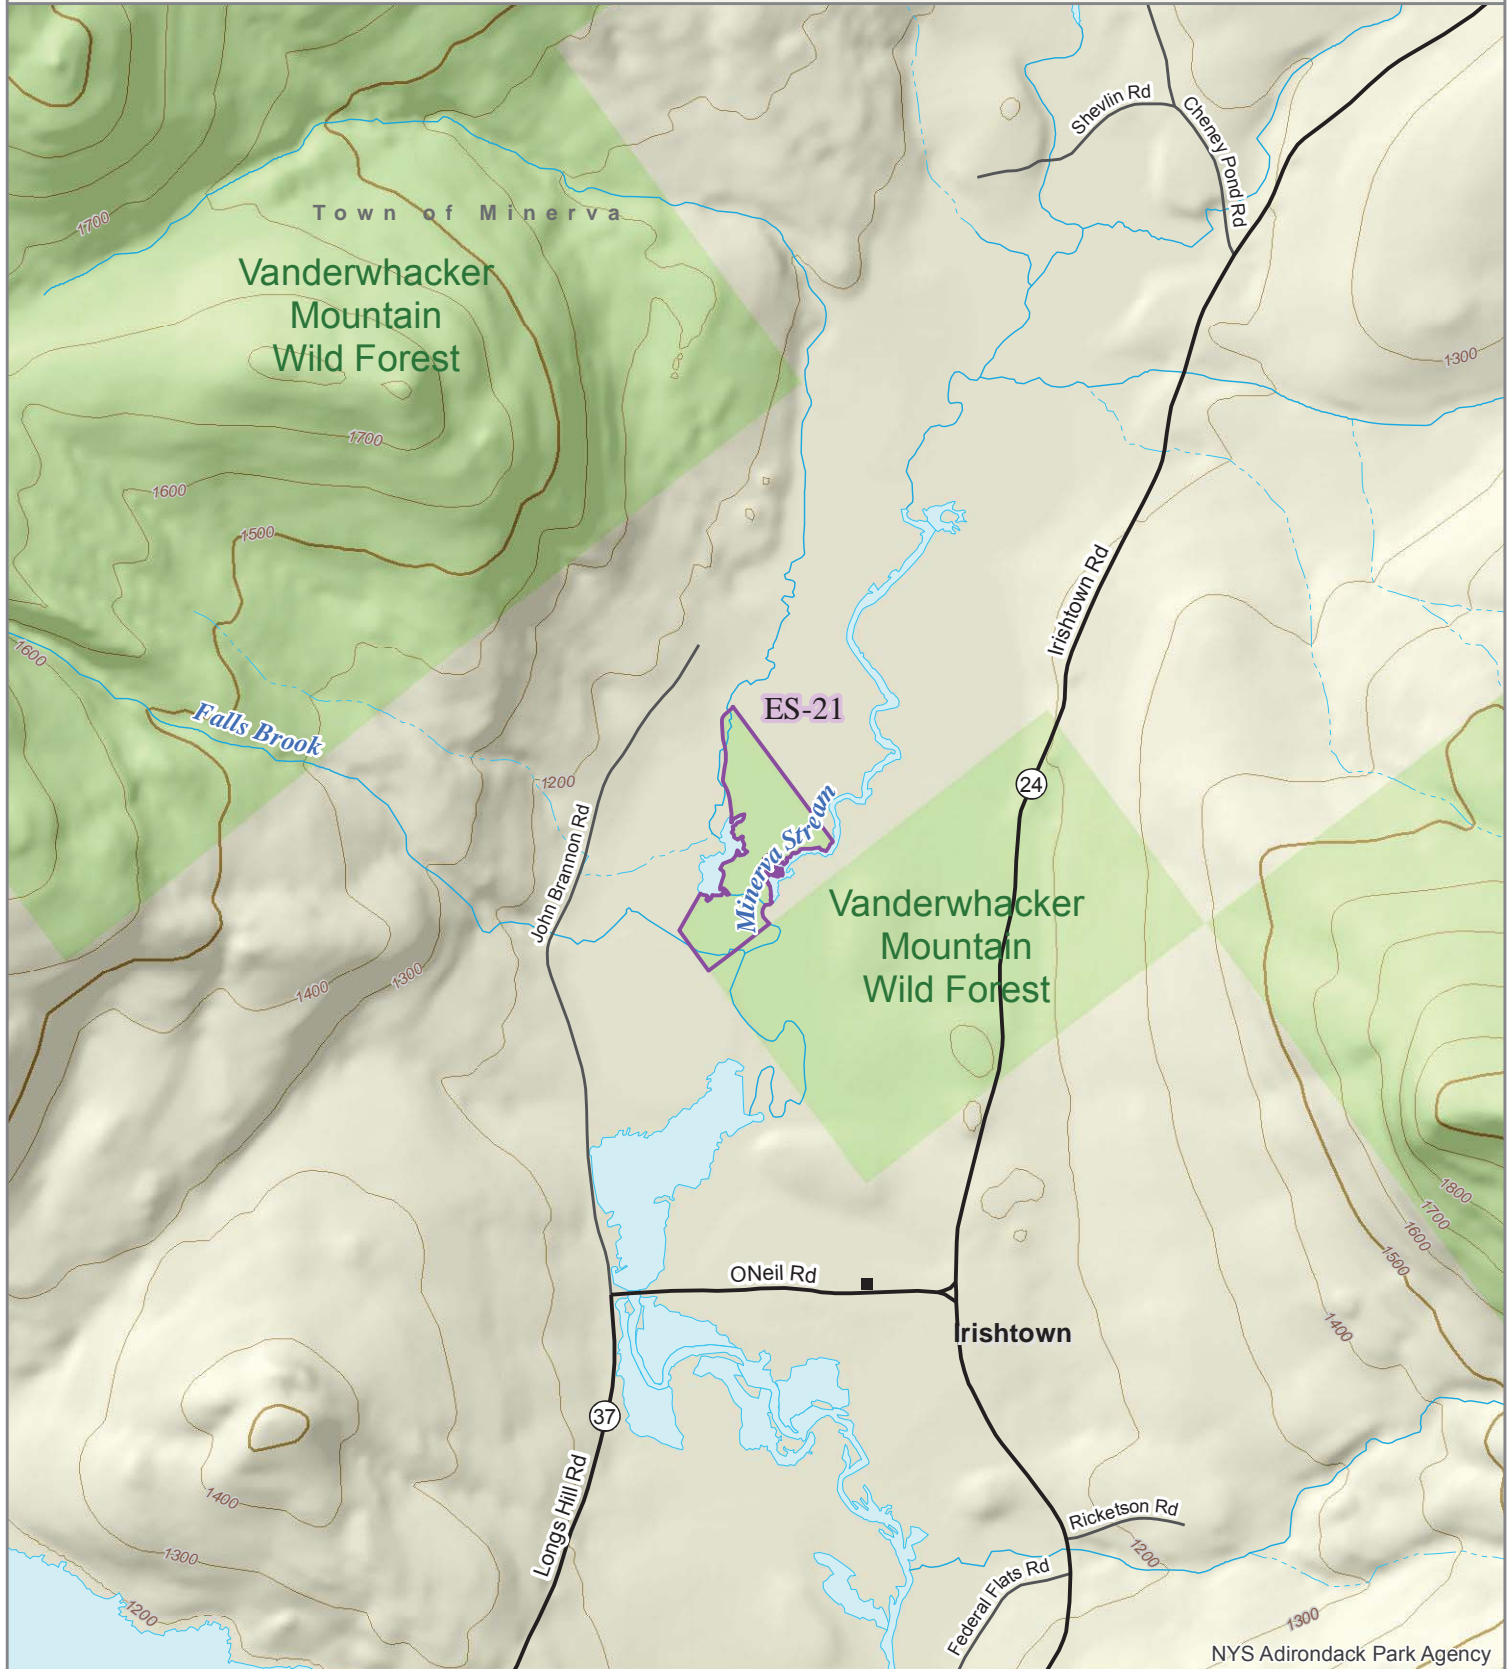 Shevlin Rd
Cheney Pond Rd
Town of Minerva
1700
Vanderwhacker
Mountain
Wild Forest
1300
1700
1600
1500
Irishtown Rd
1600
Falls Brook
ES-21
1200
24
John Brannon Rd
Minerva Stream
Vanderwhacker
Mountain
Wild Forest
1300
1400
1800
1700
1600
1500
ONeil Rd
Irishtown
1400
37
Longs Hill Rd
1400
1300
1200
Ricketson Rd
1200
Federal Flats Rd
1300
NYS Adirondack Park Agency